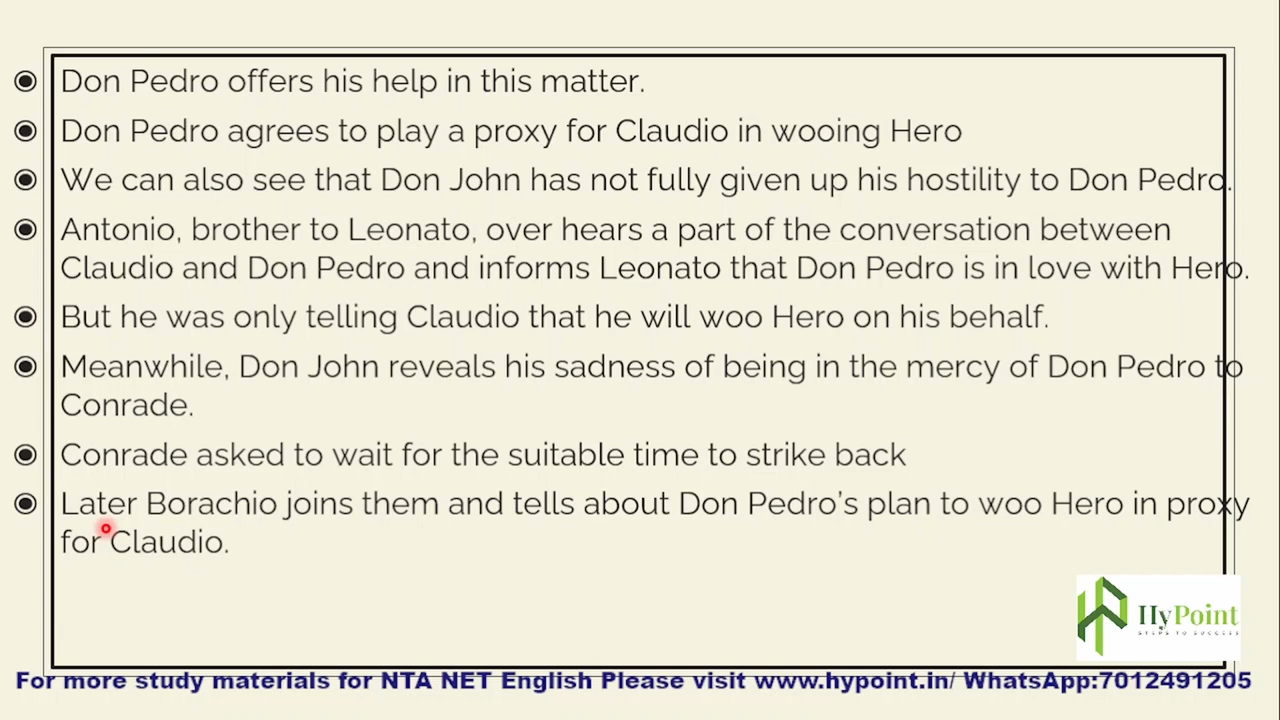 Don Pedro offers his help in this matter.
Don Pedro agrees to play a proxy for Claudio in wooing Hero
We can also see that Don John has not fully given up his hostility to Don Pedro.
Antonio, brother to Leonato, over hears a part of the conversation between
Claudio and Don Pedro and informs Leonato that Don Pedro is in love with Hero.
But he was only telling Claudio that he will woo Hero on his behalf.
Meanwhile, Don John reveals his sadness of being in the mercy of Don Pedro to
Conrade.
Conrade asked to wait for the suitable time to strike back
Later Borachio joins them and tells about Don Pedro’s plan to woo Hero in proxy
for Claudio.
HyPoint
STEPS TO SUCCESS
For more study materials for NTA NET English Please visit www.hypoint.in/ WhatsApp:7012491205